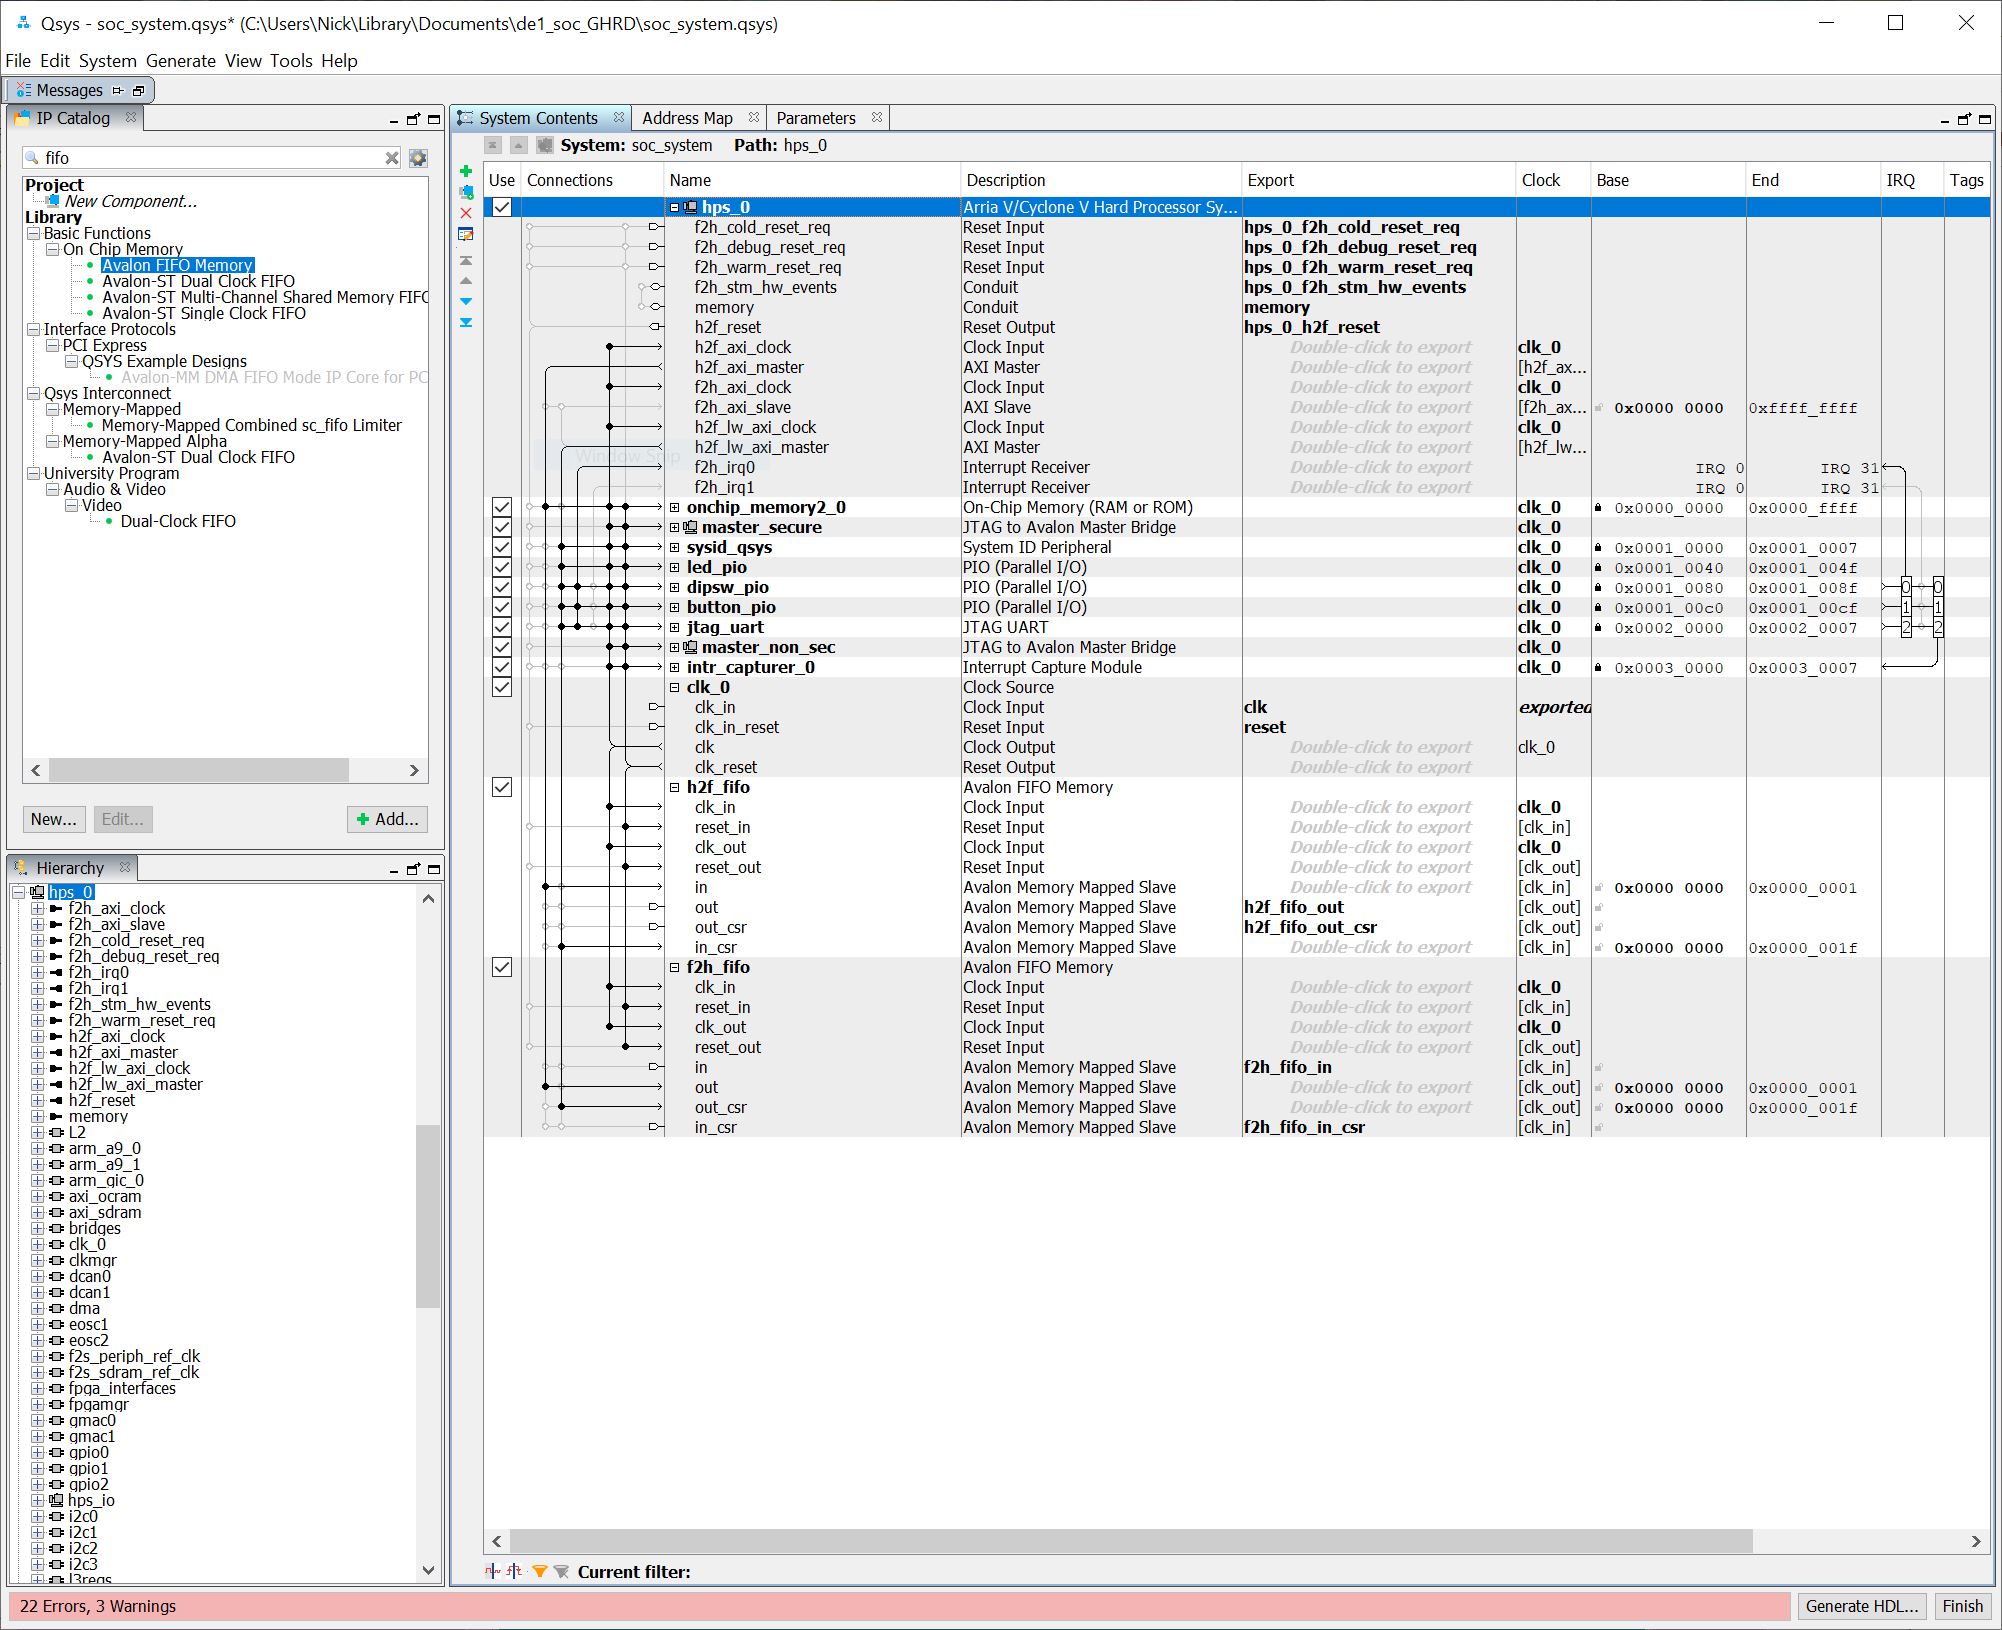 Qsys - soc_system.qsys* (C:\Users\Nick\Library\Documents\de1_soc_GHRD\soc_system.qsys)
File Edit System Generate View Tools Help
Messages
IP Catalog
fifo
Project
New Component...
Library
Basic Functions
On Chip Memory
Avalon FIFO Memory
Avalon-ST Dual Clock FIFO
Avalon-ST Multi-Channel Shared Memory FIFO
Avalon-ST Single Clock FIFO
Interface Protocols
PCI Express
QSYS Example Designs
Avalon-MM DMA FIFO Mode IP Core for PC
Qsys Interconnect
Memory-Mapped
Memory-Mapped Combined sc_fifo Limiter
Memory-Mapped Alpha
Avalon-ST Dual Clock FIFO
University Program
Audio & Video
Video
Dual-Clock FIFO
New... Edit... Add...
Hierarchy
hps_0
f2h_axi_clock
f2h_axi_slave
f2h_cold_reset_req
f2h_debug_reset_req
f2h_irq0
f2h_irq1
f2h_stm_hw_events
f2h_warm_reset_req
h2f_axi_clock
h2f_axi_master
h2f_lw_axi_clock
h2f_lw_axi_master
h2f_reset
memory
L2
arm_a9_0
arm_a9_1
arm_gic_0
axi_ocram
axi_sdram
bridges
clk_0
clkmgr
dcan0
dcan1
dma
eosc1
eosc2
f2s_periph_ref_clk
f2s_sdram_ref_clk
fpga_interfaces
fpgamgr
gmac0
gmac1
gpio0
gpio1
gpio2
hps_io
i2c0
i2c1
i2c2
i2c3
l3regs
System Contents Address Map Parameters
System: soc_system Path: hps_0
Use Connections Name Description Export Clock Base End IRQ Tags
hps_0 Arria V/Cyclone V Hard Processor Sy...
f2h_cold_reset_req Reset Input hps_0_f2h_cold_reset_req
f2h_debug_reset_req Reset Input hps_0_f2h_debug_reset_req
f2h_warm_reset_req Reset Input hps_0_f2h_warm_reset_req
f2h_stm_hw_events Conduit hps_0_f2h_stm_hw_events
memory Conduit memory
h2f_reset Reset Output hps_0_h2f_reset
h2f_axi_clock Clock Input Double-click to export clk_0
h2f_axi_master AXI Master Double-click to export [h2f_ax...
f2h_axi_clock Clock Input Double-click to export clk_0
f2h_axi_slave AXI Slave Double-click to export [f2h_ax... 0x0000_0000 0xffff_ffff
h2f_lw_axi_clock Clock Input Double-click to export clk_0
h2f_lw_axi_master AXI Master Double-click to export [h2f_lw...
Window Snip
f2h_irq0 Interrupt Receiver Double-click to export IRQ 0 IRQ 31
f2h_irq1 Interrupt Receiver Double-click to export IRQ 0 IRQ 31
onchip_memory2_0 On-Chip Memory (RAM or ROM) clk_0 0x0000_0000 0x0000_ffff
master_secure JTAG to Avalon Master Bridge clk_0
sysid_qsys System ID Peripheral clk_0 0x0001_0000 0x0001_0007
led_pio PIO (Parallel I/O) clk_0 0x0001_0040 0x0001_004f
dipsw_pio PIO (Parallel I/O) clk_0 0x0001_0080 0x0001_008f 0 0
button_pio PIO (Parallel I/O) clk_0 0x0001_00c0 0x0001_00cf 1 1
jtag_uart JTAG UART clk_0 0x0002_0000 0x0002_0007 2 2
master_non_sec JTAG to Avalon Master Bridge clk_0
intr_capturer_0 Interrupt Capture Module clk_0 0x0003_0000 0x0003_0007
clk_0 Clock Source
clk_in Clock Input clk exported
clk_in_reset Reset Input reset
clk Clock Output Double-click to export clk_0
clk_reset Reset Output Double-click to export
h2f_fifo Avalon FIFO Memory
clk_in Clock Input Double-click to export clk_0
reset_in Reset Input Double-click to export [clk_in]
clk_out Clock Input Double-click to export clk_0
reset_out Reset Input Double-click to export [clk_out]
in Avalon Memory Mapped Slave Double-click to export [clk_in] 0x0000_0000 0x0000_0001
out Avalon Memory Mapped Slave h2f_fifo_out [clk_out]
out_csr Avalon Memory Mapped Slave h2f_fifo_out_csr [clk_out]
in_csr Avalon Memory Mapped Slave Double-click to export [clk_in] 0x0000_0000 0x0000_001f
f2h_fifo Avalon FIFO Memory
clk_in Clock Input Double-click to export clk_0
reset_in Reset Input Double-click to export [clk_in]
clk_out Clock Input Double-click to export clk_0
reset_out Reset Input Double-click to export [clk_out]
in Avalon Memory Mapped Slave f2h_fifo_in [clk_in]
out Avalon Memory Mapped Slave Double-click to export [clk_out] 0x0000_0000 0x0000_0001
out_csr Avalon Memory Mapped Slave Double-click to export [clk_out] 0x0000_0000 0x0000_001f
in_csr Avalon Memory Mapped Slave f2h_fifo_in_csr [clk_in]
Current filter:
22 Errors, 3 Warnings
Generate HDL... Finish